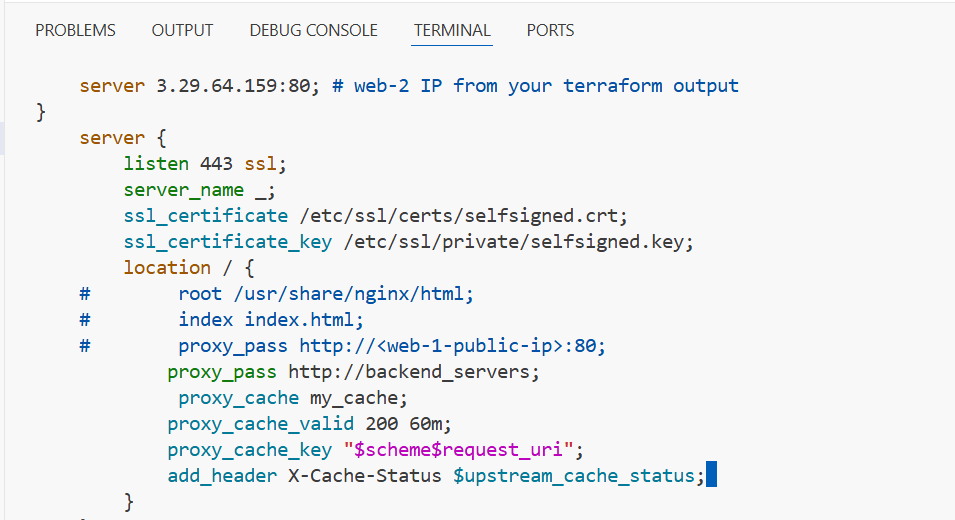 PROBLEMS OUTPUT DEBUG CONSOLE TERMINAL PORTS
server 3.29.64.159:80; # web-2 IP from your terraform output
}
server {
listen 443 ssl;
server_name _;
ssl_certificate /etc/ssl/certs/selfsigned.crt;
ssl_certificate_key /etc/ssl/private/selfsigned.key;
location / {
# root /usr/share/nginx/html;
# index index.html;
# proxy_pass http://<web-1-public-ip>:80;
proxy_pass http://backend_servers;
proxy_cache my_cache;
proxy_cache_valid 200 60m;
proxy_cache_key "$scheme$request_uri";
add_header X-Cache-Status $upstream_cache_status;
}